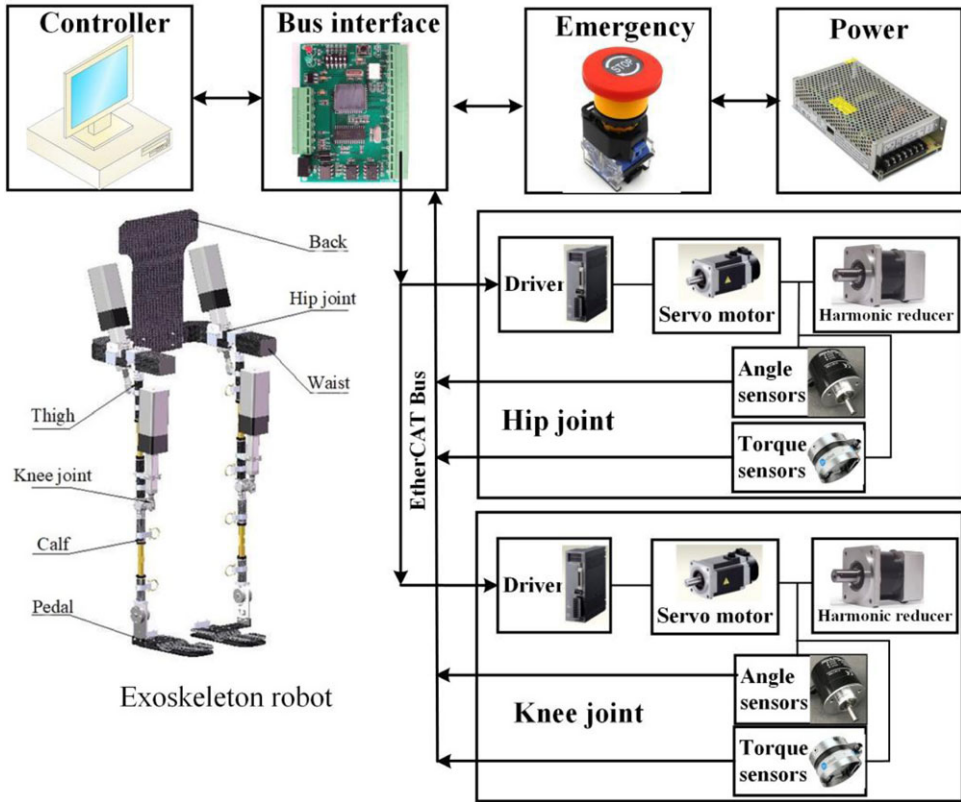 Controller
Bus interface
Emergency
Power
STOP
Back
Hip joint
Waist
Thigh
Knee joint
Calf
Pedal
Exoskeleton robot
EtherCAT Bus
Driver
Servo motor
Harmonic reducer
Angle
sensors
Hip joint
Torque
sensors
Driver
Servo motor
Harmonic reducer
Angle
sensors
Knee joint
Torque
sensors